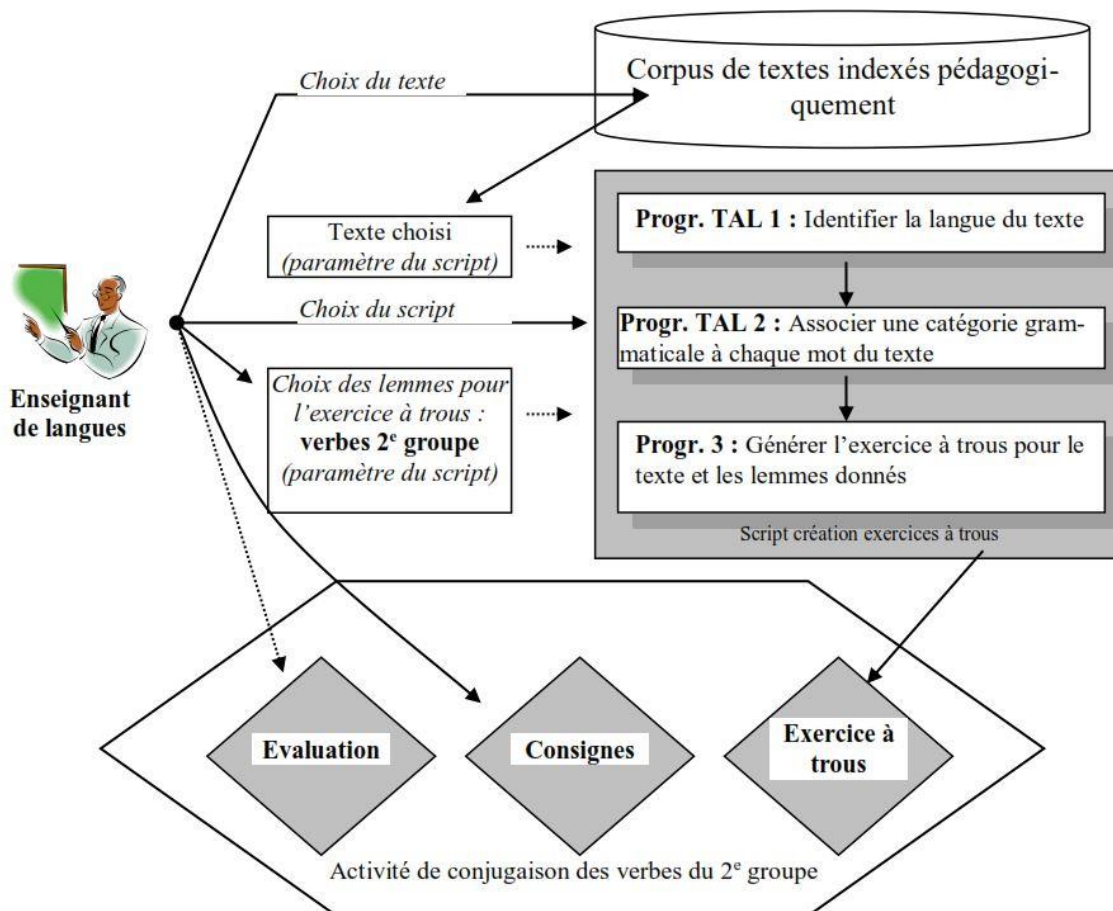 Choix du texte
Corpus de textes indexés pédagogi-
quement
Texte choisi
(paramètre du script)
Progr. TAL 1 : Identifier la langue du texte
Choix du script
Progr. TAL 2 : Associer une catégorie gram-
maticale à chaque mot du texte
Enseignant
de langues
Choix des lemmes pour
l’exercice à trous :
verbes 2e groupe
(paramètre du script)
Progr. 3 : Générer l’exercice à trous pour le
texte et les lemmes donnés
Script création exercices à trous
Evaluation
Consignes
Exercice à
trous
Activité de conjugaison des verbes du 2e groupe